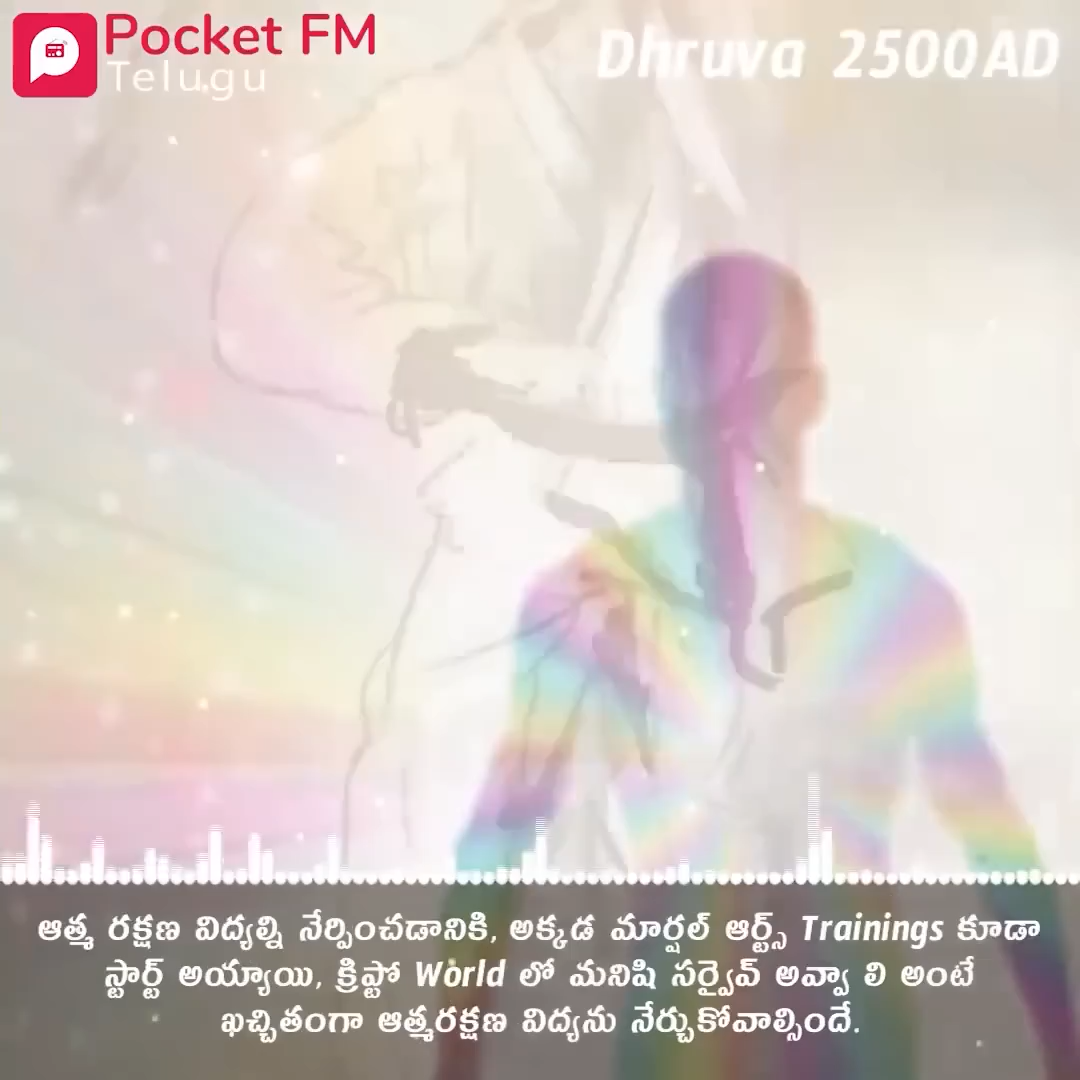 Pocket FM
Telugu
Dhruva 2500AD
ఆత్మ రక్షణ విద్యల్ని నేర్పించడానికి, అక్కడ మార్షల్ ఆర్ట్స్ Trainings కూడా
స్టార్ట్ అయ్యాయి, క్రిప్టో World లో మనిషి సర్వైవ్ అవ్వా లి అంటే
ఖచ్చితంగా ఆత్మరక్షణ విద్యను నేర్చుకోవాల్సిందే.